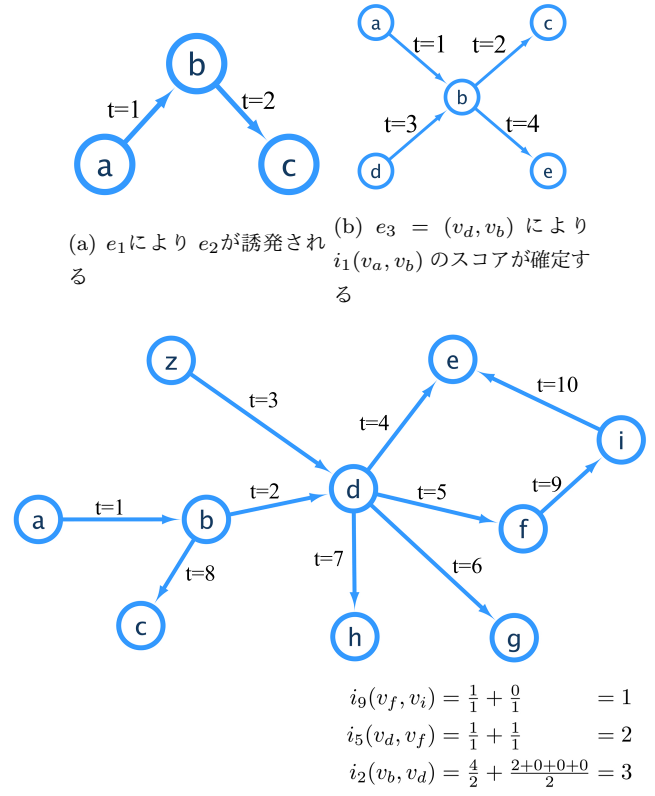 b
t=1
t=2
a
c
a
c
t=1
t=2
b
t=3
t=4
d
e
(a) e₁により e₂が誘発され
る
(b) e₃ = (v_d, v_b) により
i₁(v_a, v_b) のスコアが確定す
る
z
e
t=3
t=10
t=4
i
d
t=2
t=5
t=9
a
t=1
b
f
t=7
t=6
t=8
c
h
g
i₉(v_f, v_i) = 1/1 + 0/1 = 1
i₅(v_d, v_f) = 1/1 + 1/1 = 2
i₂(v_b, v_d) = 4/2 + (2+0+0+0)/2 = 3